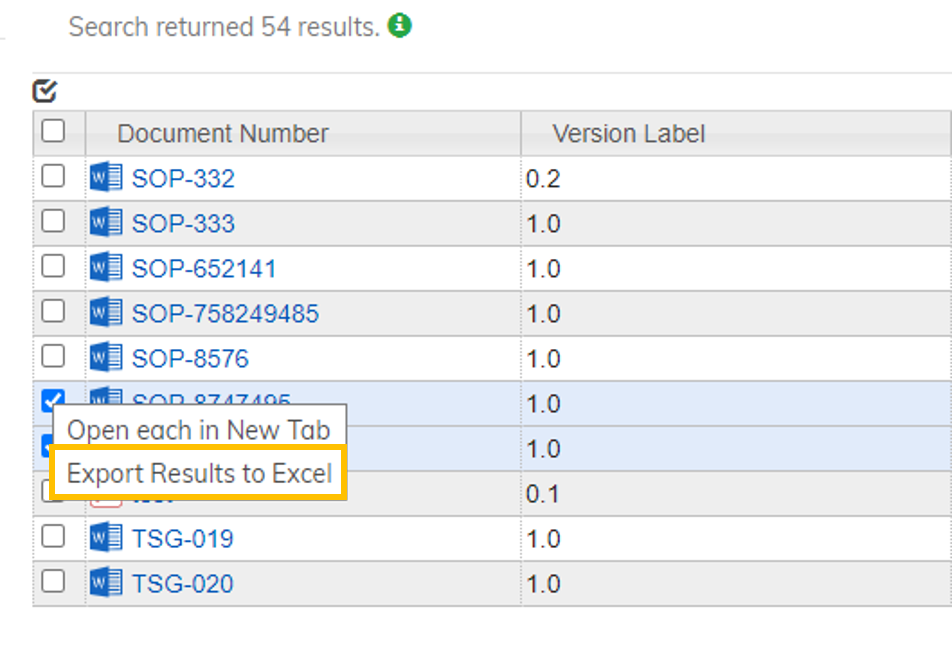 Search returned 54 results.
Document Number Version Label
SOP-332 0.2
SOP-333 1.0
SOP-652141 1.0
SOP-758249485 1.0
SOP-8576 1.0
SOP-8747495 1.0
Open each in New Tab
1.0
Export Results to Excel
0.1
TSG-019 1.0
TSG-020 1.0